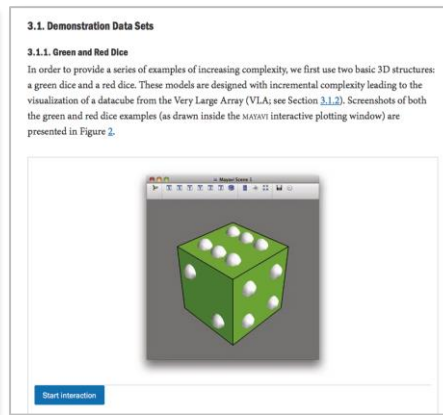 3.1. Demonstration Data Sets
3.1.1. Green and Red Dice
In order to provide a series of examples of increasing complexity, we first use two basic 3D structures:
a green dice and a red dice. These models are designed with incremental complexity leading to the
visualization of a datacube from the Very Large Array (VLA; see Section 3.1.2). Screenshots of both
the green and red dice examples (as drawn inside the MAYAVI interactive plotting window) are
presented in Figure 2.
Mayavi Scene 1
Start interaction